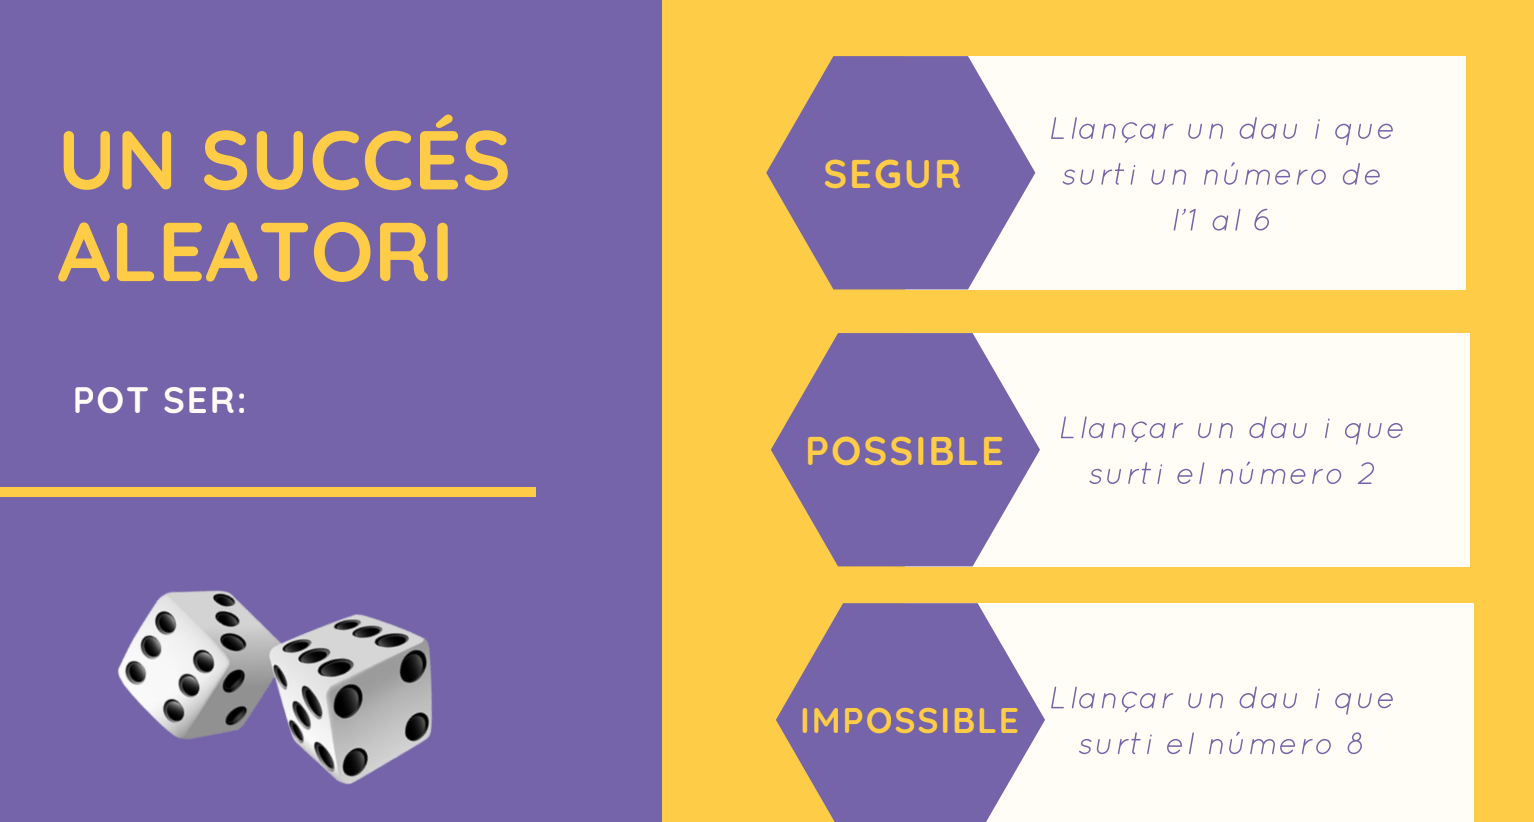 UN SUCCÉS
ALEATORI
POT SER:
SEGUR
Llançar un dau i que
surti un número de
l'1 al 6
POSSIBLE
Llançar un dau i que
surti el número 2
IMPOSSIBLE
Llançar un dau i que
surti el número 8